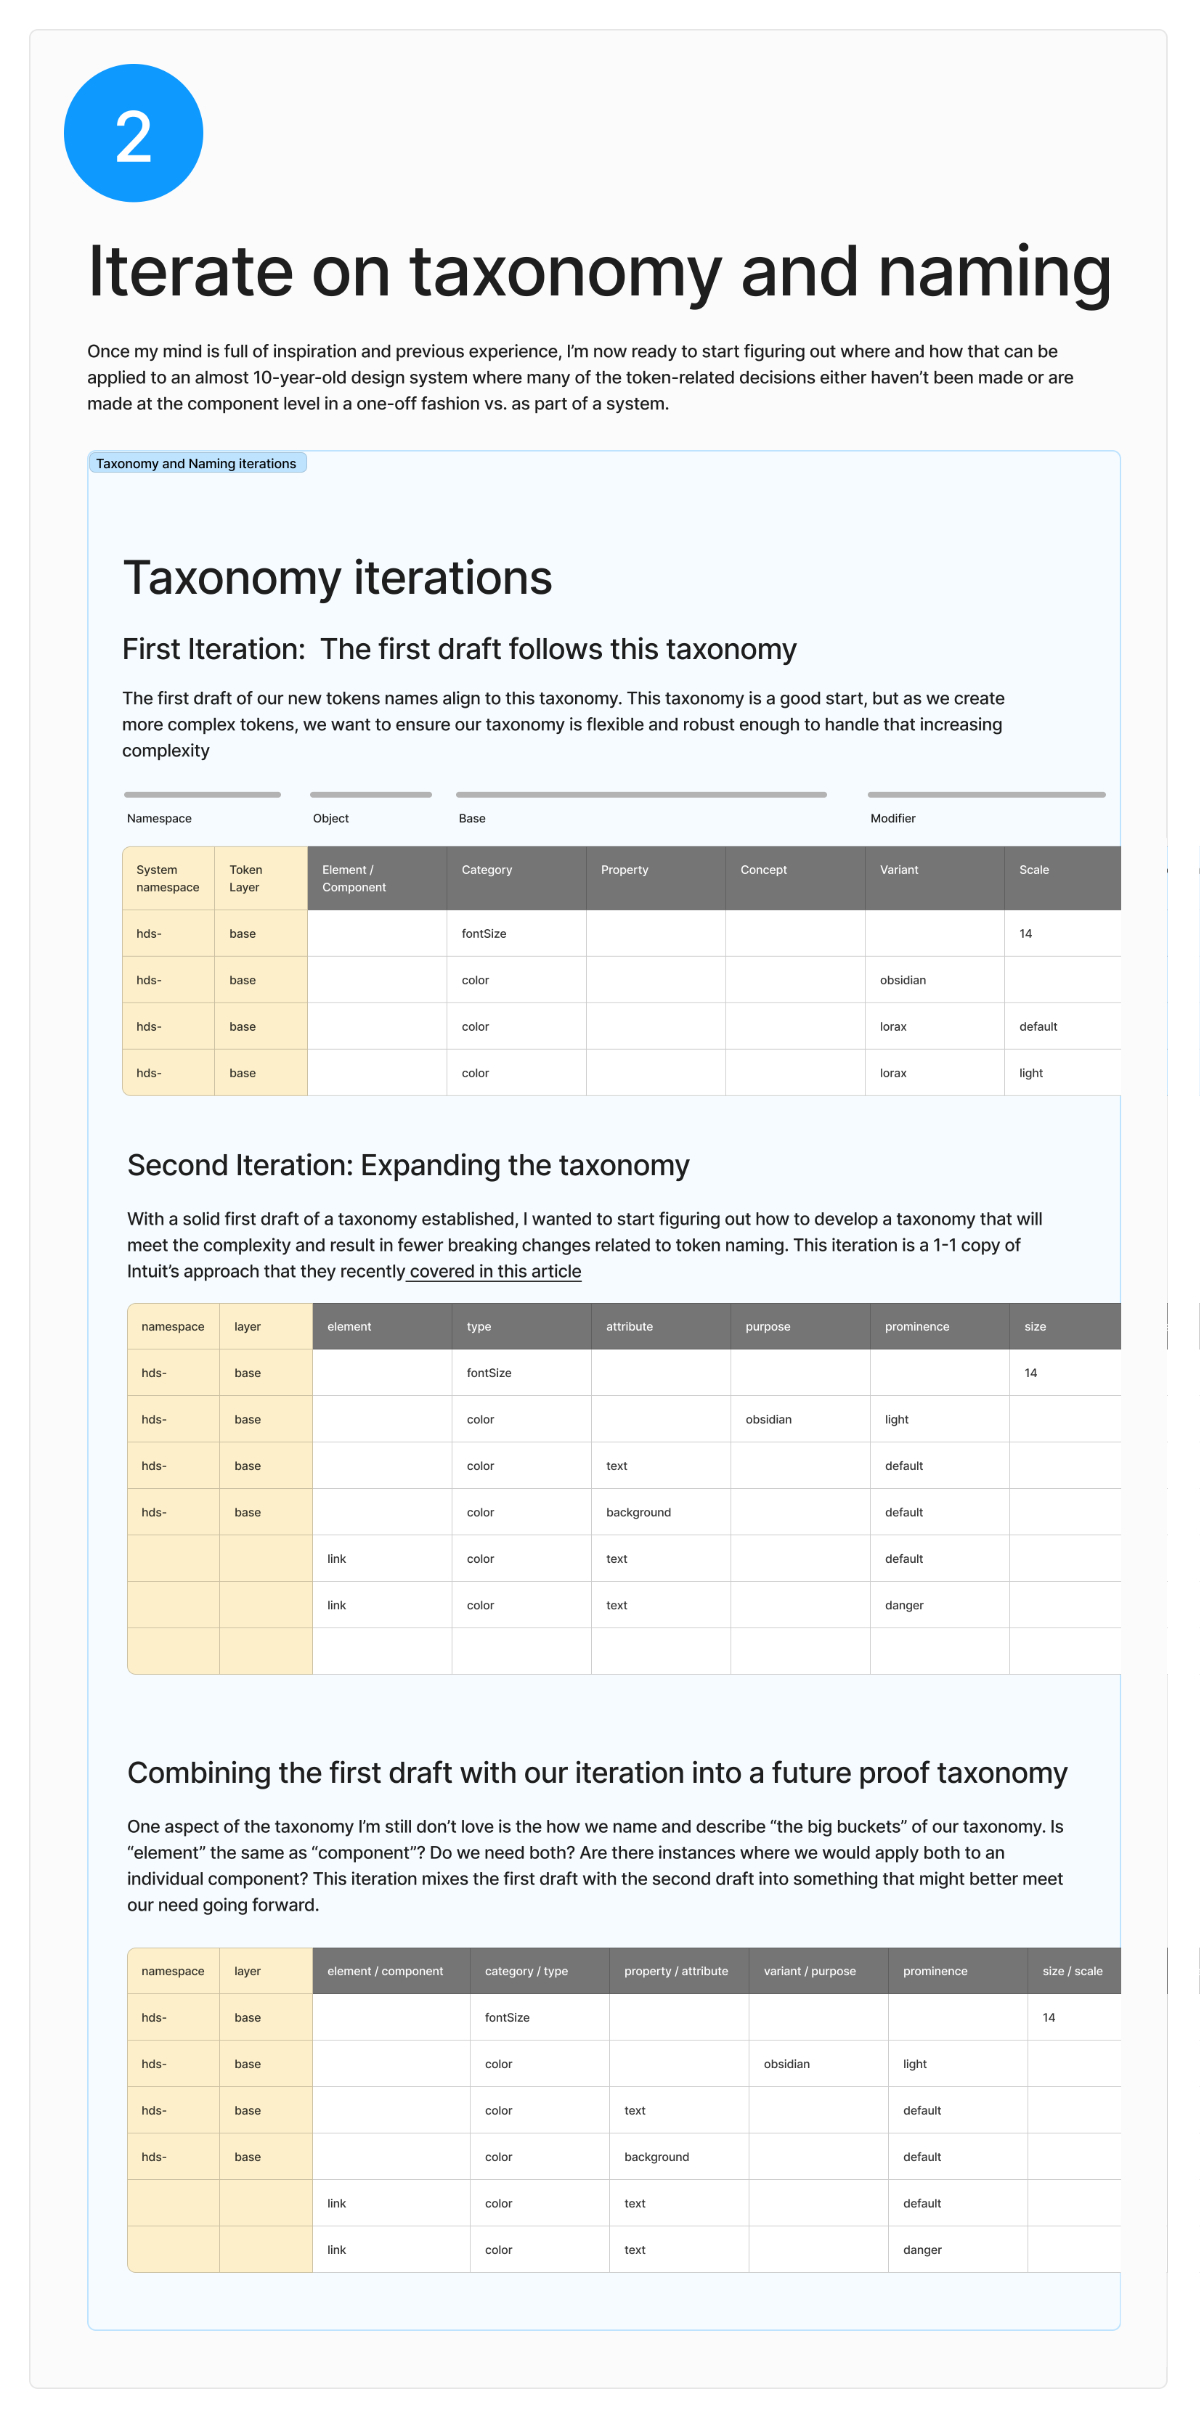 2
Iterate on taxonomy and naming
Once my mind is full of inspiration and previous experience, I’m now ready to start figuring out where and how that can be
applied to an almost 10-year-old design system where many of the token-related decisions either haven’t been made or are
made at the component level in a one-off fashion vs. as part of a system.
Taxonomy and Naming iterations
Taxonomy iterations
First Iteration:  The first draft follows this taxonomy
The first draft of our new tokens names align to this taxonomy. This taxonomy is a good start, but as we create
more complex tokens, we want to ensure our taxonomy is flexible and robust enough to handle that increasing
complexity
Namespace Object Base Modifier
System namespace Token Layer Element / Component Category Property Concept Variant Scale
hds- base fontSize 14
hds- base color obsidian
hds- base color lorax default
hds- base color lorax light
Second Iteration: Expanding the taxonomy
With a solid first draft of a taxonomy established, I wanted to start figuring out how to develop a taxonomy that will
meet the complexity and result in fewer breaking changes related to token naming. This iteration is a 1-1 copy of
Intuit’s approach that they recently covered in this article
namespace layer element type attribute purpose prominence size
hds- base fontSize 14
hds- base color obsidian light
hds- base color text default
hds- base color background default
link color text default
link color text danger
Combining the first draft with our iteration into a future proof taxonomy
One aspect of the taxonomy I’m still don’t love is the how we name and describe “the big buckets” of our taxonomy. Is
“element” the same as “component”? Do we need both? Are there instances where we would apply both to an
individual component? This iteration mixes the first draft with the second draft into something that might better meet
our need going forward.
namespace layer element / component category / type property / attribute variant / purpose prominence size / scale
hds- base fontSize 14
hds- base color obsidian light
hds- base color text default
hds- base color background default
link color text default
link color text danger